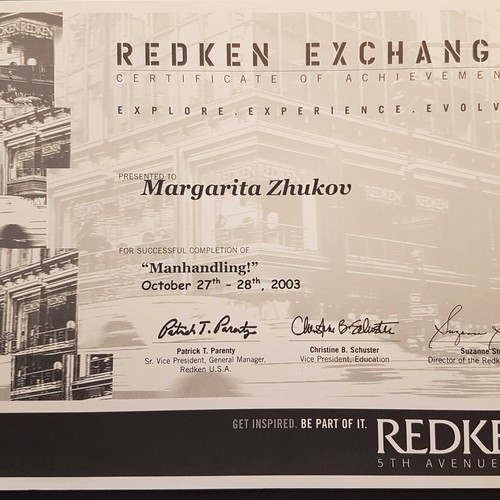 REDKEN EXCHANG
CERTIFICATE OF ACHIEVEMEN
EXPLORE.EXPERIENCE.EVOLV
PRESENTED TO
Margarita Zhukov
FOR SUCCESSFUL COMPLETION OF
"Manhandling!"
October 27th - 28th, 2003
Patrick T. Parenty
Christine B. Schuster
Patrick T. Parenty
Sr. Vice President, General Manager,
Redken U.S.A.
Christine B. Schuster
Vice President, Education
Suzanne St
Director of the Redk
GET INSPIRED. BE PART OF IT.
REDKE
5TH AVENUE